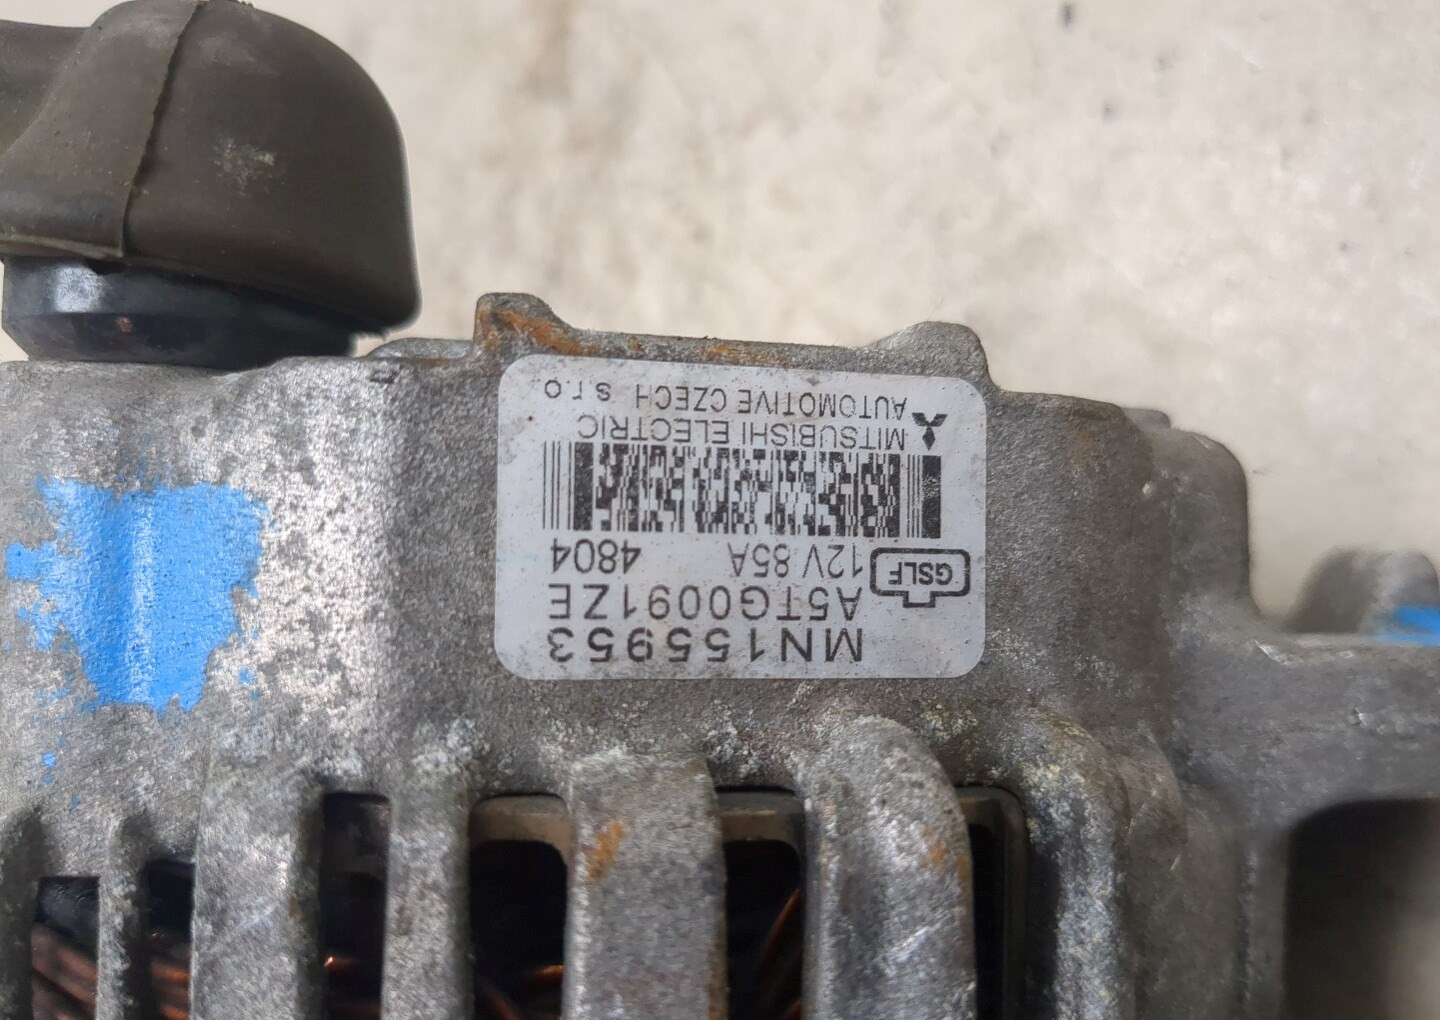 MN155953
A5TG0091ZE
GSLF 12V 85A 4804
MITSUBISHI ELECTRIC
AUTOMOTIVE CZECH s.r.o.